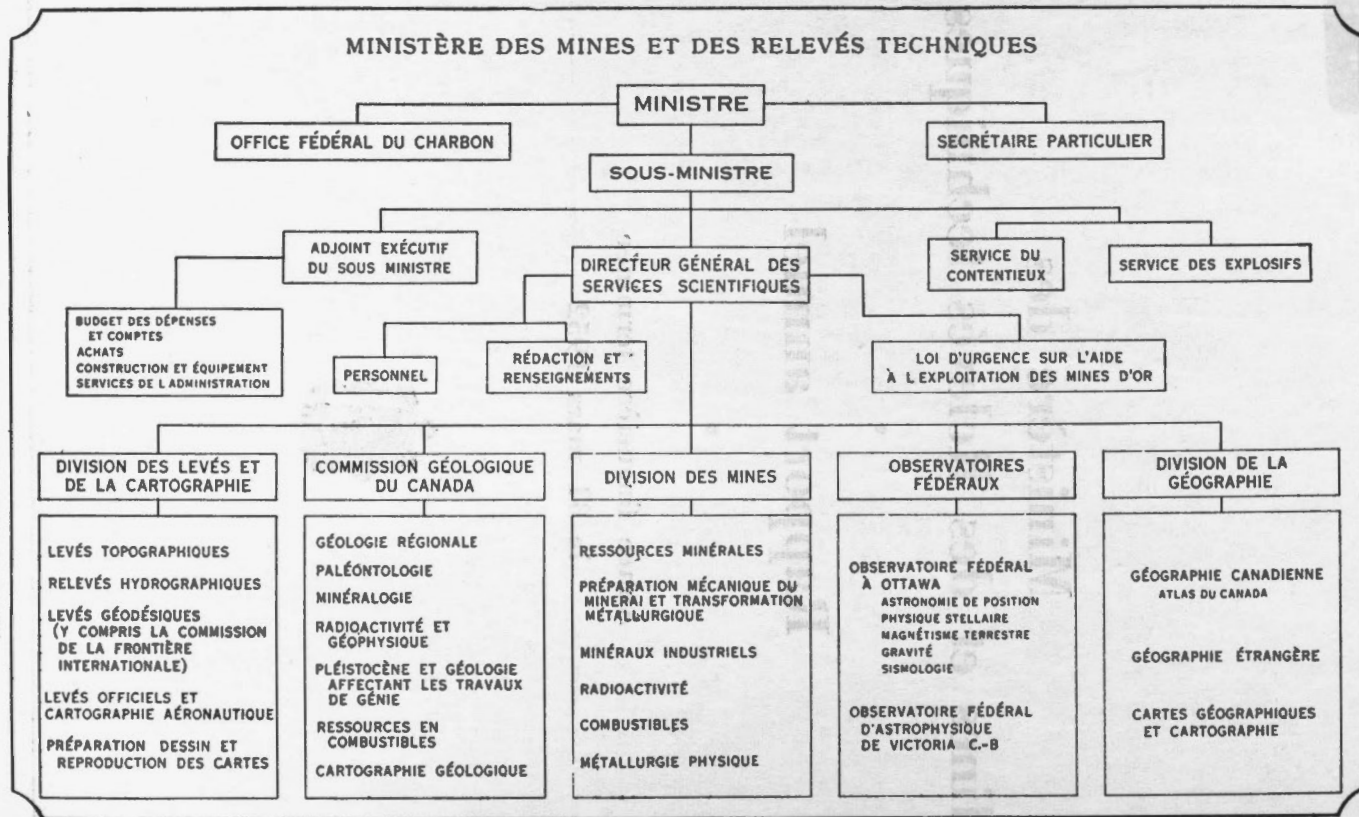 MINISTÈRE DES MINES ET DES RELEVÉS TECHNIQUES
MINISTRE
OFFICE FÉDÉRAL DU CHARBON
SECRÉTAIRE PARTICULIER
SOUS-MINISTRE
ADJOINT EXÉCUTIF
DU SOUS MINISTRE
DIRECTEUR GÉNÉRAL DES
SERVICES SCIENTIFIQUES
SERVICE DU
CONTENTIEUX
SERVICE DES EXPLOSIFS
BUDGET DES DÉPENSES
ET COMPTES
ACHATS
CONSTRUCTION ET ÉQUIPEMENT
SERVICES DE L ADMINISTRATION
PERSONNEL
RÉDACTION ET
RENSEIGNEMENTS
LOI D'URGENCE SUR L'AIDE
À L EXPLOITATION DES MINES D'OR
DIVISION DES LEVÉS ET
DE LA CARTOGRAPHIE
LEVÉS TOPOGRAPHIQUES
RELEVÉS HYDROGRAPHIQUES
LEVÉS GÉODÉSIQUES
(Y COMPRIS LA COMMISSION
DE LA FRONTIÈRE
INTERNATIONALE)
LEVÉS OFFICIELS ET
CARTOGRAPHIE AÉRONAUTIQUE
PRÉPARATION DESSIN ET
REPRODUCTION DES CARTES
COMMISSION GÉOLOGIQUE
DU CANADA
GÉOLOGIE RÉGIONALE
PALÉONTOLOGIE
MINÉRALOGIE
RADIOACTIVITÉ ET
GÉOPHYSIQUE
PLÉISTOCÈNE ET GÉOLOGIE
AFFECTANT LES TRAVAUX
DE GÉNIE
RESSOURCES EN
COMBUSTIBLES
CARTOGRAPHIE GÉOLOGIQUE
DIVISION DES MINES
RESSOURCES MINÉRALES
PRÉPARATION MÉCANIQUE DU
MINERAI ET TRANSFORMATION
MÉTALLURGIQUE
MINÉRAUX INDUSTRIELS
RADIOACTIVITÉ
COMBUSTIBLES
MÉTALLURGIE PHYSIQUE
OBSERVATOIRES
FÉDÉRAUX
OBSERVATOIRE FÉDÉRAL
À OTTAWA
ASTRONOMIE DE POSITION
PHYSIQUE STELLAIRE
MAGNÉTISME TERRESTRE
GRAVITÉ
SISMOLOGIE
OBSERVATOIRE FÉDÉRAL
D'ASTROPHYSIQUE
DE VICTORIA C.-B
DIVISION DE LA
GÉOGRAPHIE
GÉOGRAPHIE CANADIENNE
ATLAS DU CANADA
GÉOGRAPHIE ÉTRANGÈRE
CARTES GÉOGRAPHIQUES
ET CARTOGRAPHIE